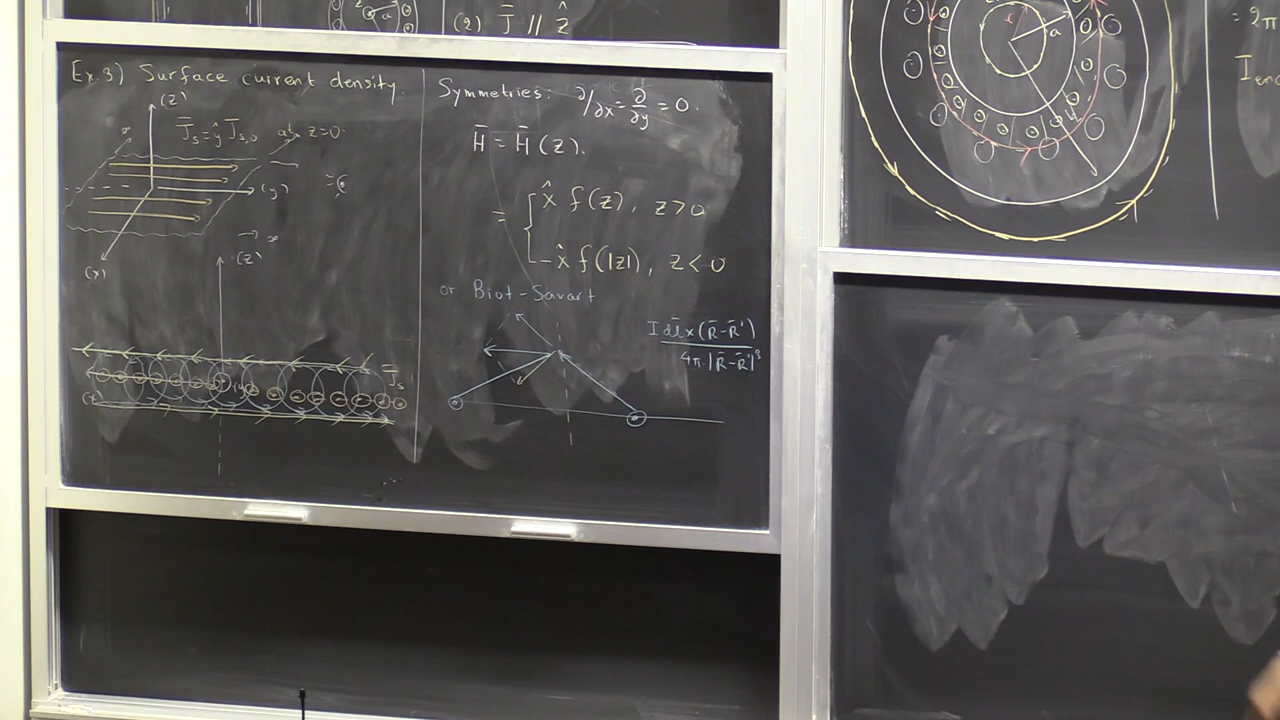 (2) J̄ // ẑ
a
Ex.3) Surface current density.
(z)
J̄s = ŷ Js,0 at z=0.
∞
(y)
(x)
∞
(z)
J̄s
(y)
(x)
Symmetries: ∂/∂x = ∂/∂y = 0.
H̄ = H̄(z).
= { x̂ f(z), z>0
-x̂ f(|z|), z<0
or Biot-Savart
I dl̄ x (R̄-R̄')
4π |R̄-R̄'|³
a
= 2π